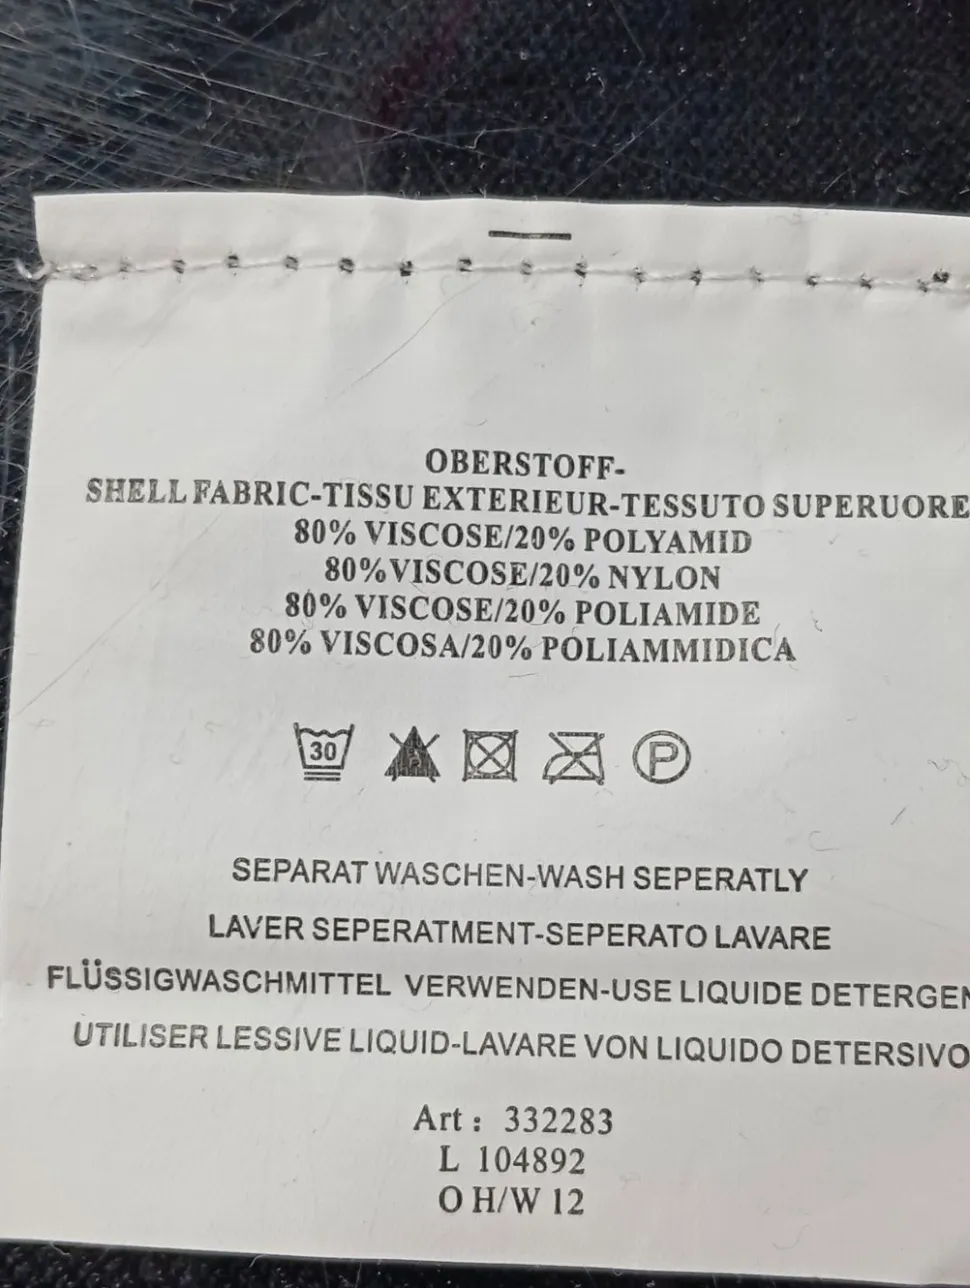 OBERSTOFF-
SHELL FABRIC-TISSU EXTERIEUR-TESSUTO SUPERUORE
80% VISCOSE/20% POLYAMID
80%VISCOSE/20% NYLON
80% VISCOSE/20% POLIAMIDE
80% VISCOSA/20% POLIAMMIDICA
30
P
SEPARAT WASCHEN-WASH SEPERATLY
LAVER SEPERATMENT-SEPERATO LAVARE
FLÜSSIGWASCHMITTEL VERWENDEN-USE LIQUIDE DETERGEN
UTILISER LESSIVE LIQUID-LAVARE VON LIQUIDO DETERSIVO
Art : 332283
L 104892
O H/W 12